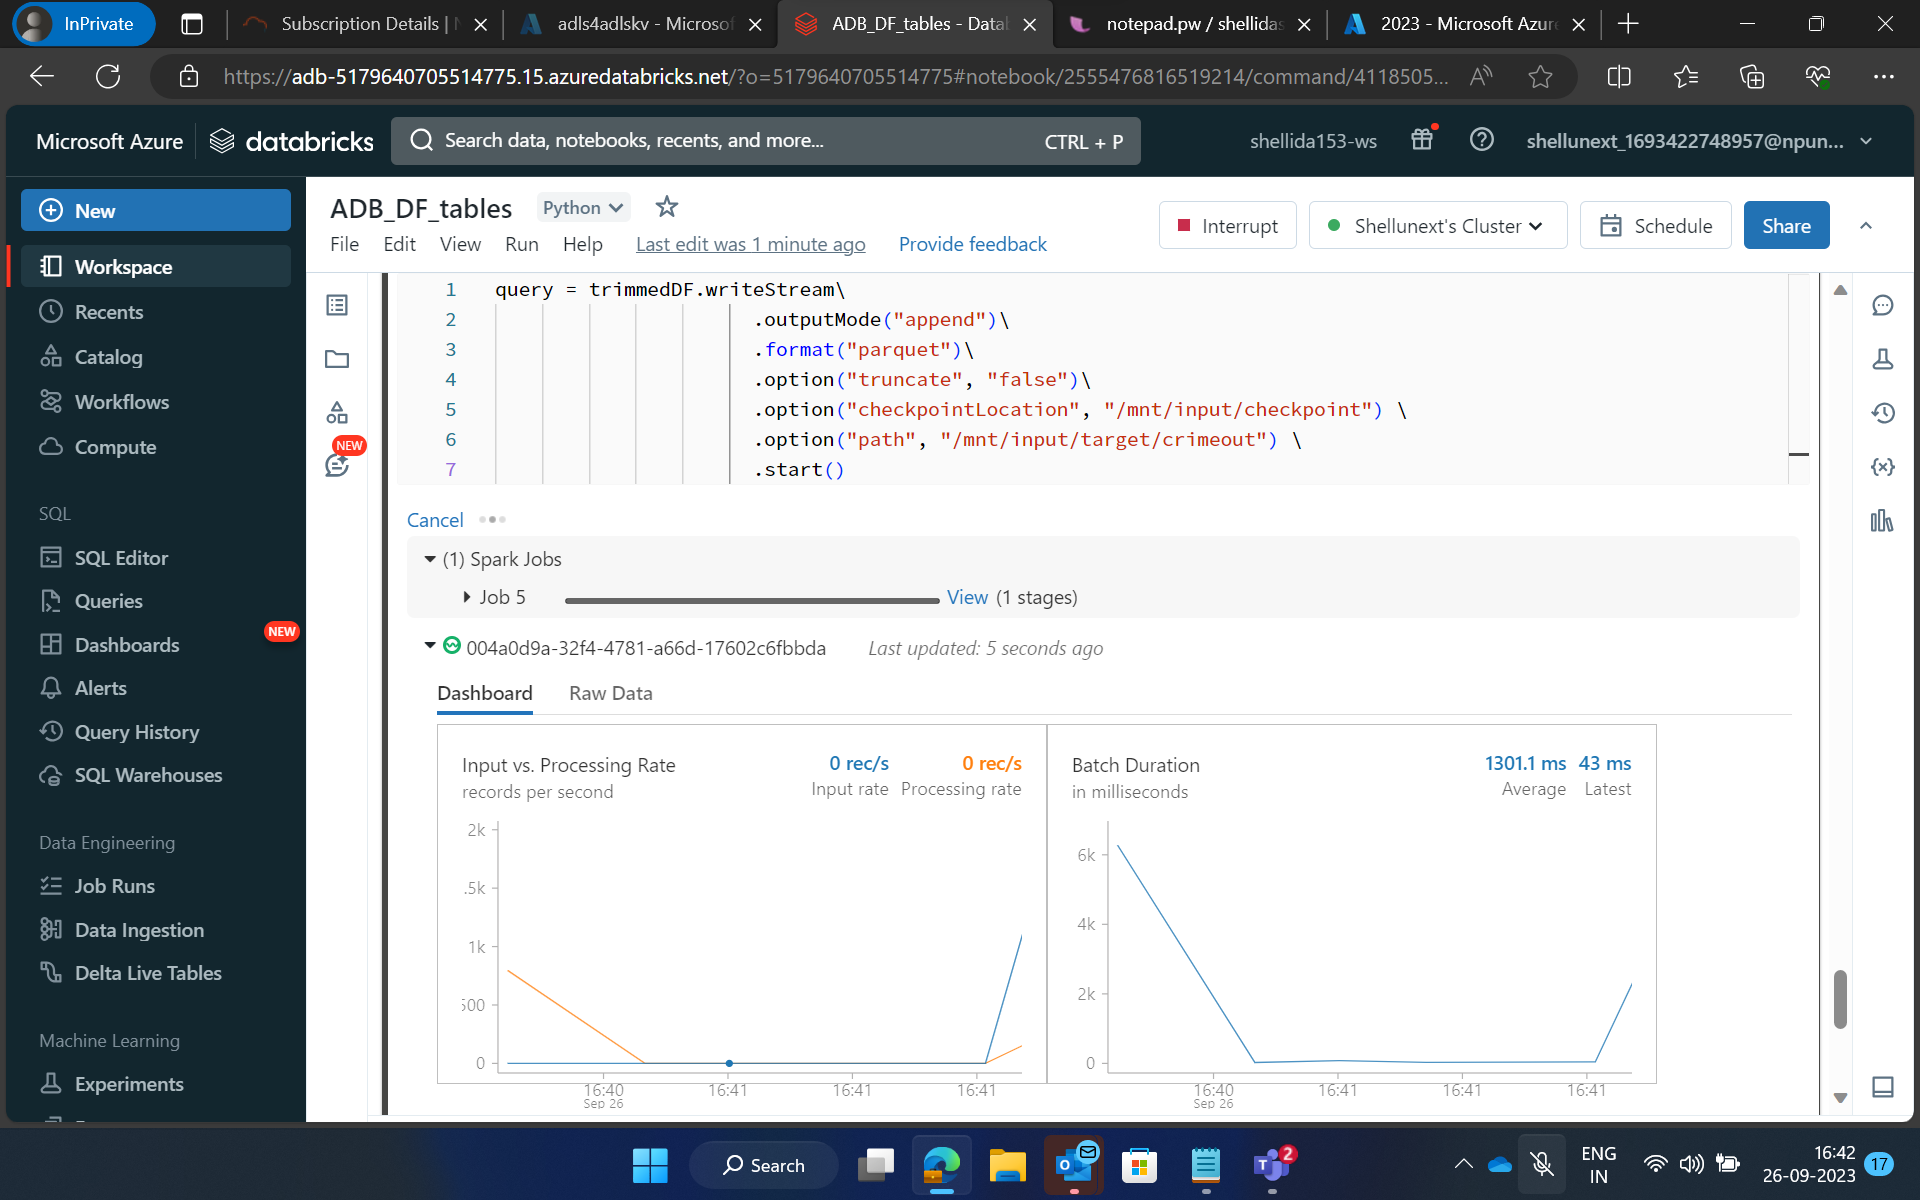 InPrivate
Subscription Details |
adls4adlskv - Microsof
ADB_DF_tables - Datab
notepad.pw / shellidas
2023 - Microsoft Azure
https://adb-5179640705514775.15.azuredatabricks.net/?o=5179640705514775#notebook/2555476816519214/command/4118505...
Microsoft Azure
databricks
Search data, notebooks, recents, and more...
CTRL + P
shellida153-ws
shellunext_1693422748957@npun...
New
Workspace
Recents
Catalog
Workflows
Compute
SQL
SQL Editor
Queries
Dashboards
NEW
Alerts
Query History
SQL Warehouses
Data Engineering
Job Runs
Data Ingestion
Delta Live Tables
Machine Learning
Experiments
ADB_DF_tables
Python
File Edit View Run Help Last edit was 1 minute ago Provide feedback
Interrupt
Shellunext's Cluster
Schedule
Share
NEW
1 query = trimmedDF.writeStream\
2 .outputMode("append")\
3 .format("parquet")\
4 .option("truncate", "false")\
5 .option("checkpointLocation", "/mnt/input/checkpoint") \
6 .option("path", "/mnt/input/target/crimeout") \
7 .start()
Cancel
(1) Spark Jobs
Job 5 View (1 stages)
004a0d9a-32f4-4781-a66d-17602c6fbbda Last updated: 5 seconds ago
Dashboard Raw Data
Input vs. Processing Rate
records per second
0 rec/s 0 rec/s
Input rate Processing rate
2k
.5k
1k
500
0
16:40 16:41 16:41 16:41
Sep 26
Batch Duration
in milliseconds
1301.1 ms 43 ms
Average Latest
6k
4k
2k
0
16:40 16:41 16:41 16:41
Sep 26
Search
2
ENG
IN
16:42
26-09-2023
17